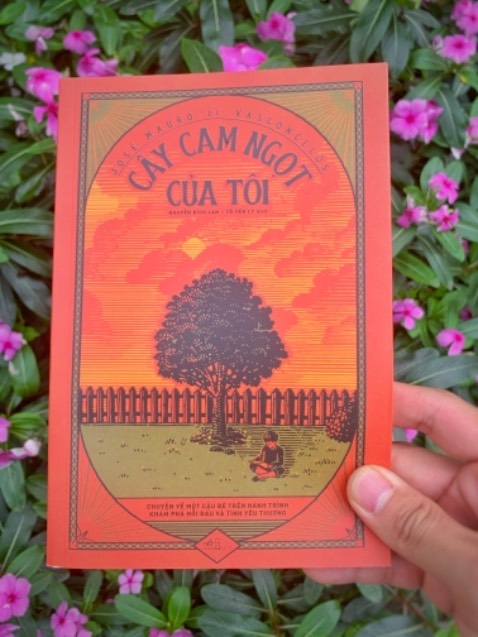 JOSÉ MAURO DE VASCONCELOS
CÂY CAM NGỌT
CỦA TÔI
NGUYỄN BÍCH LAN - TÔ YẾN LY DỊCH
CHUYỆN VỀ MỘT CẬU BÉ TRÊN HÀNH TRÌNH
KHÁM PHÁ NỖI ĐAU VÀ TÌNH YÊU THƯƠNG